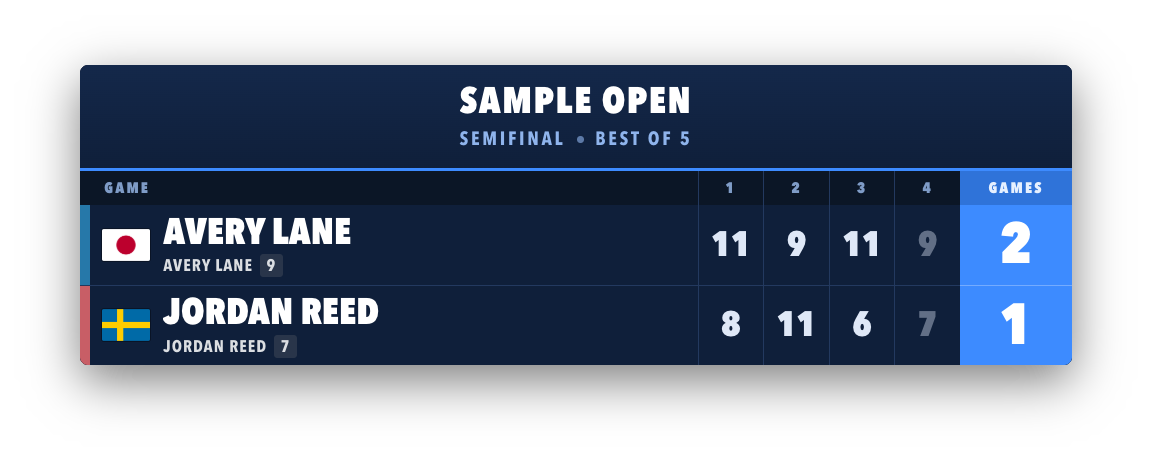 SAMPLE OPEN
SEMIFINAL • BEST OF 5
GAME 1 2 3 4 GAMES
AVERY LANE 11 9 11 9 2
AVERY LANE 9
JORDAN REED 8 11 6 7 1
JORDAN REED 7